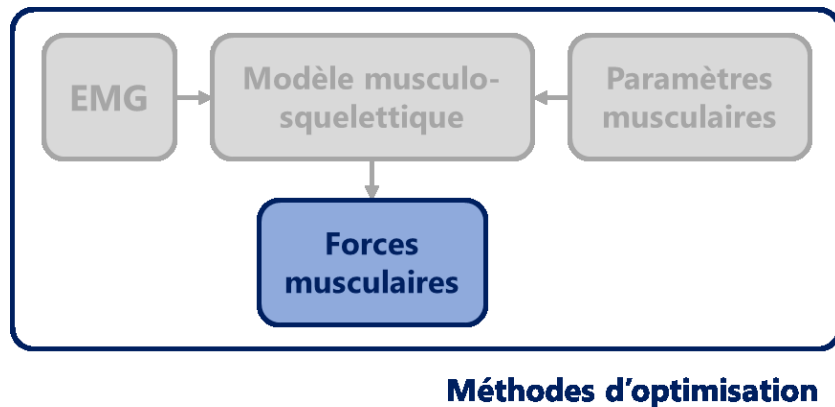 EMG
Modèle musculo-
squelettique
Paramètres
musculaires
Forces
musculaires
Méthodes d'optimisation